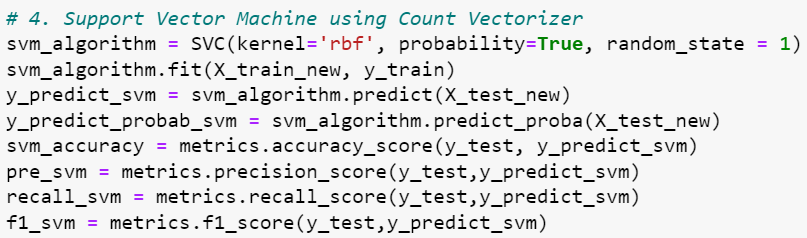 # 4. Support Vector Machine using Count Vectorizer
svm_algorithm = SVC(kernel='rbf', probability=True, random_state = 1)
svm_algorithm.fit(X_train_new, y_train)
y_predict_svm = svm_algorithm.predict(X_test_new)
y_predict_probab_svm = svm_algorithm.predict_proba(X_test_new)
svm_accuracy = metrics.accuracy_score(y_test, y_predict_svm)
pre_svm = metrics.precision_score(y_test,y_predict_svm)
recall_svm = metrics.recall_score(y_test,y_predict_svm)
f1_svm = metrics.f1_score(y_test,y_predict_svm)